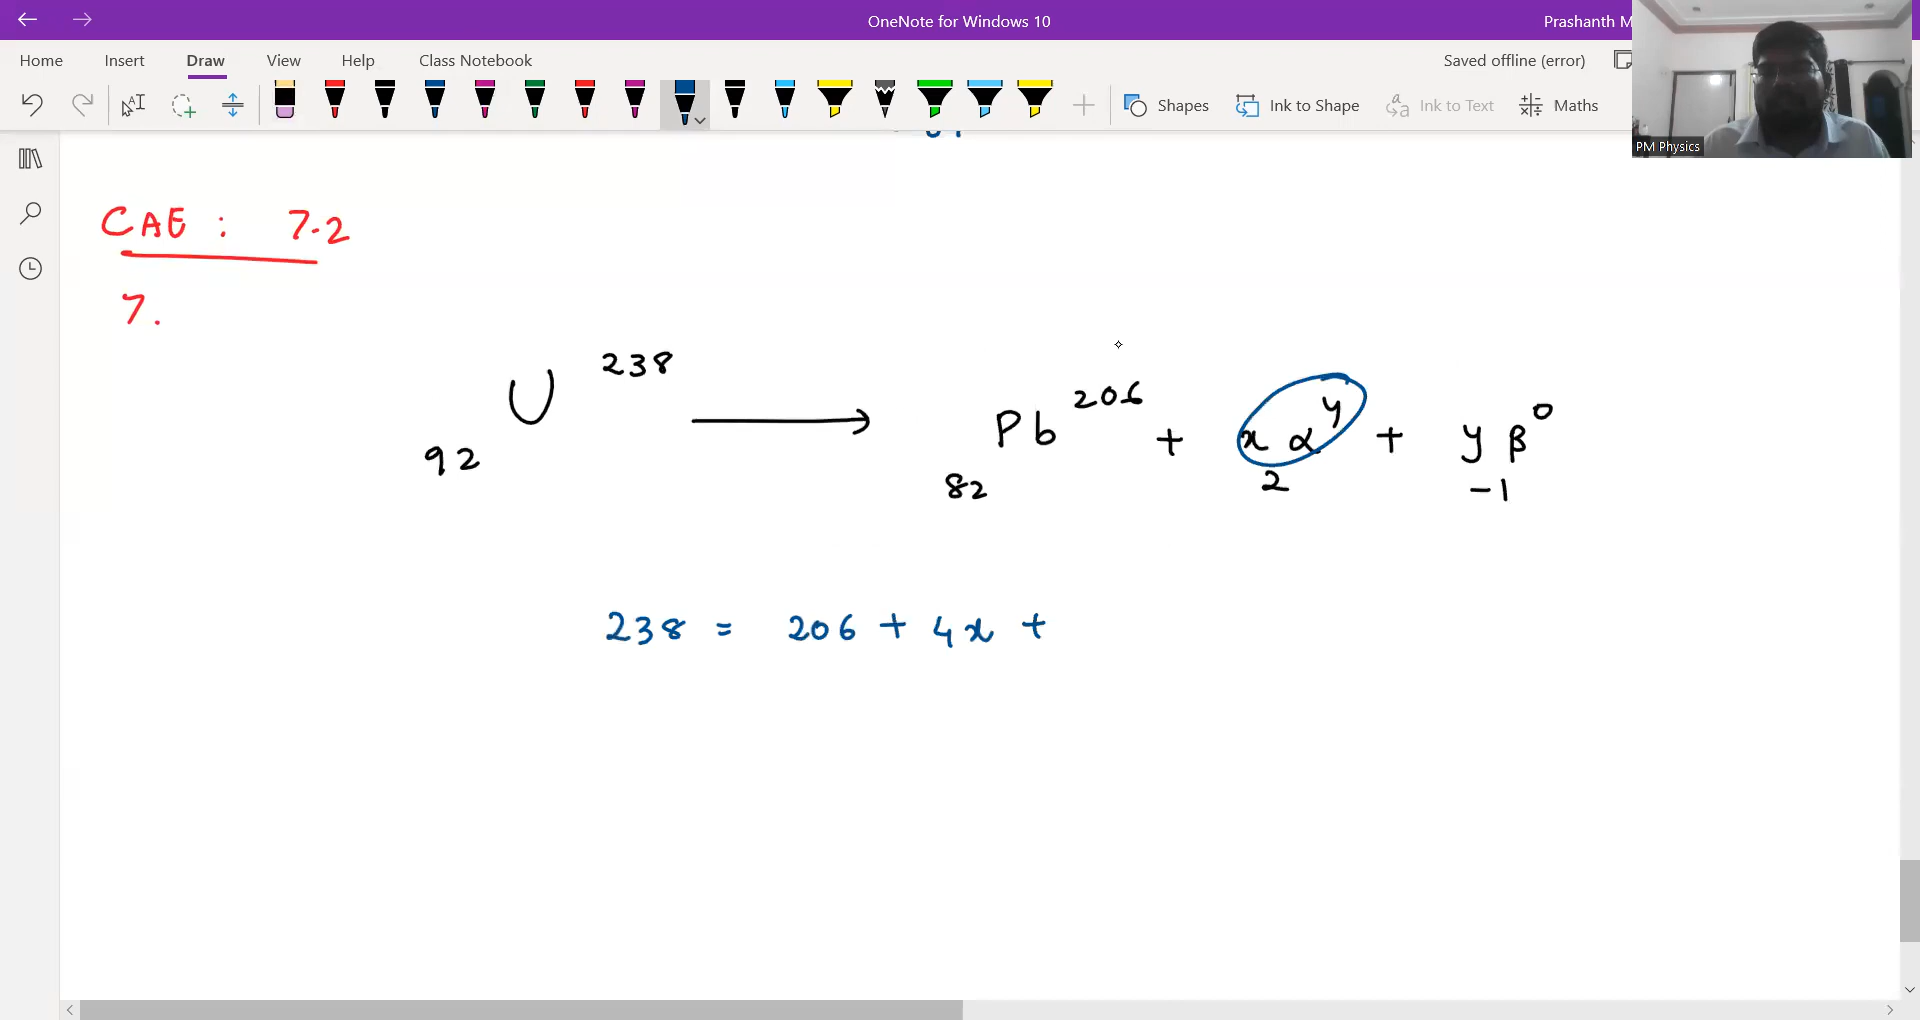 OneNote for Windows 10
Prashanth M
Home Insert Draw View Help Class Notebook
Saved offline (error)
Shapes Ink to Shape Ink to Text Maths
PM Physics
CAE : 7.2
7.
92 U 238 → 82 Pb 206 + x 2 α 4 + y -1 β 0
238 = 206 + 4x +